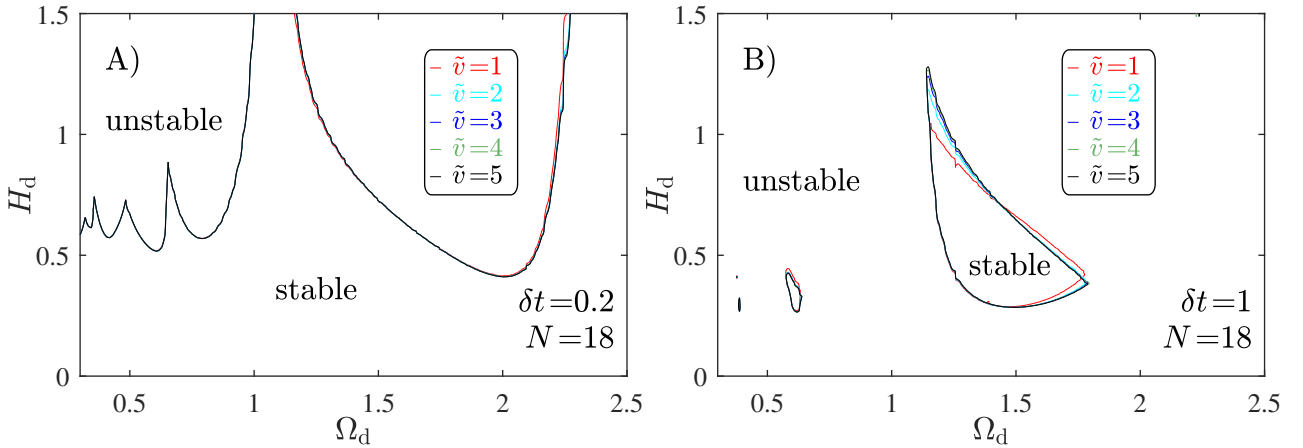 1.5
1
0.5
0
H_d
A)
unstable
ṽ=1
ṽ=2
ṽ=3
ṽ=4
ṽ=5
stable
δt=0.2
N=18
0.5
1
1.5
2
2.5
Ω_d
1.5
1
0.5
0
H_d
B)
unstable
ṽ=1
ṽ=2
ṽ=3
ṽ=4
ṽ=5
stable
δt=1
N=18
0.5
1
1.5
2
2.5
Ω_d